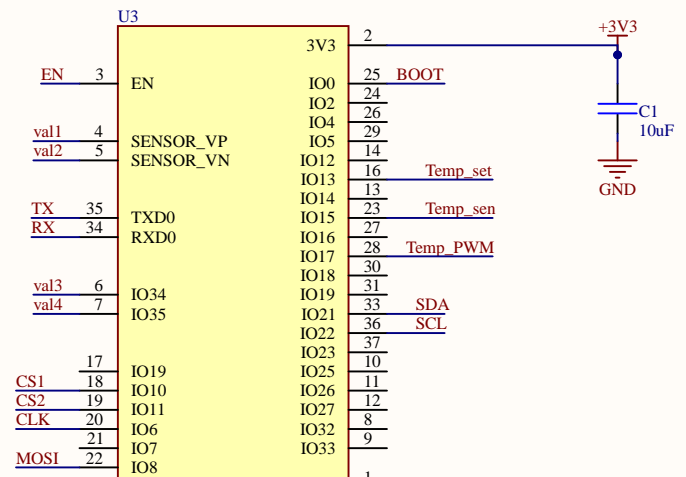 U3
+3V3
3V3 2
EN 3 EN
IO0 25 BOOT
IO2 24
IO4 26
val1 4 SENSOR_VP
IO5 29
val2 5 SENSOR_VN
IO12 14
IO13 16 Temp_set
IO14 13
TX 35 TXD0
IO15 23 Temp_sen
RX 34 RXD0
IO16 27
IO17 28 Temp_PWM
IO18 30
val3 6 IO34
IO19 31
val4 7 IO35
IO21 33 SDA
IO22 36 SCL
IO23 37
17 IO19
IO25 10
CS1 18 IO10
IO26 11
CS2 19 IO11
IO27 12
CLK 20 IO6
IO32 8
21 IO7
IO33 9
MOSI 22 IO8
1
C1
10uF
GND